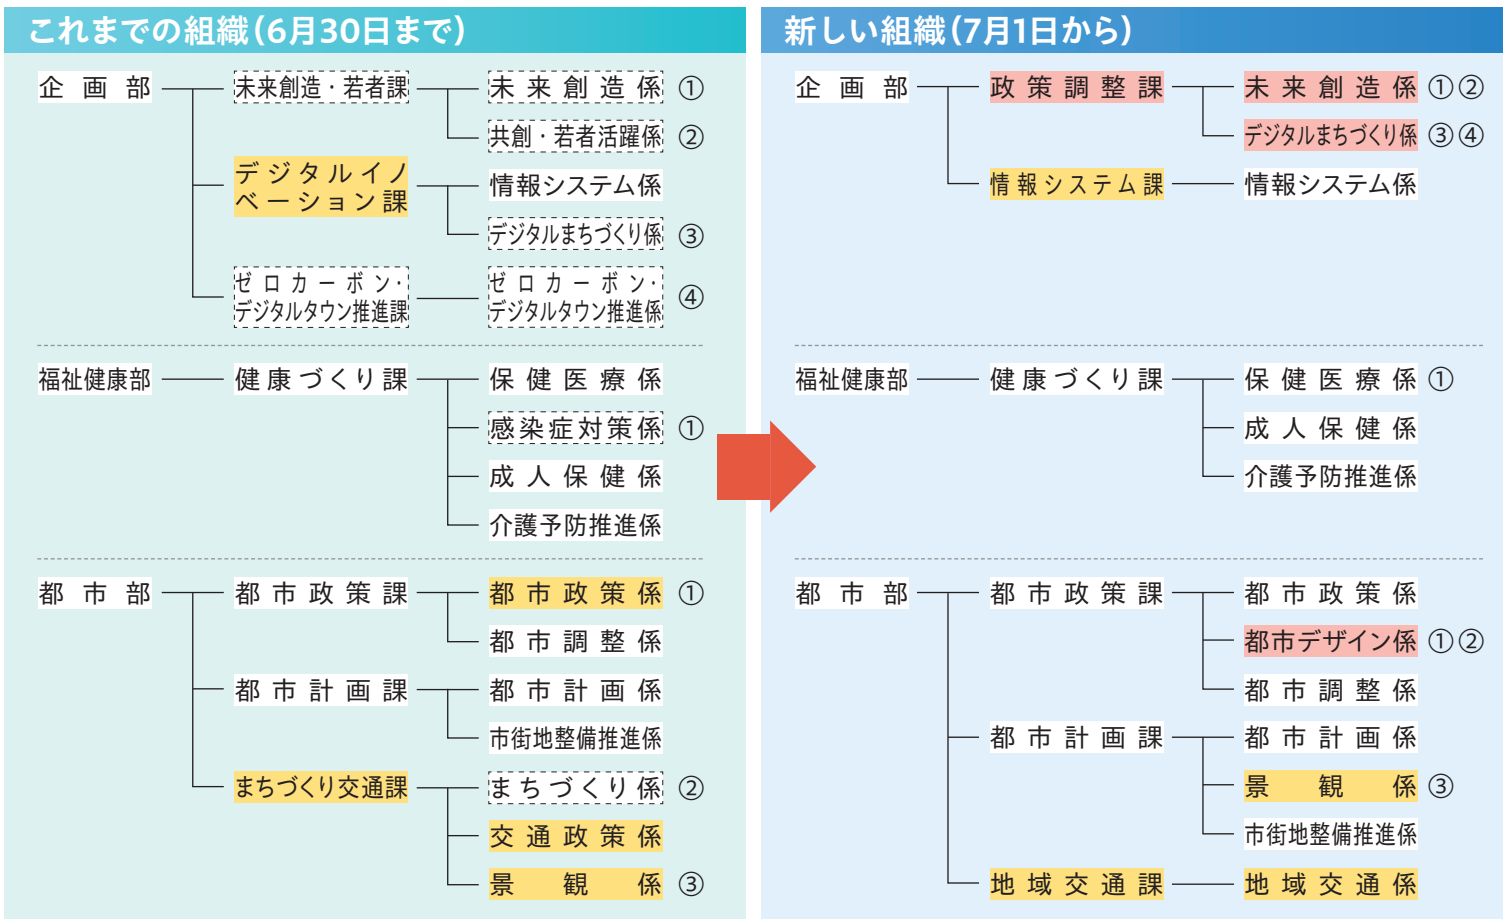 これまでの組織(6月30日まで)
企画部
未来創造・若者課
未来創造係 ①
共創・若者活躍係 ②
デジタルイノ
ベーション課
情報システム係
デジタルまちづくり係 ③
ゼロカーボン・
デジタルタウン推進課
ゼロカーボン・
デジタルタウン推進係
④
福祉健康部
健康づくり課
保健医療係
感染症対策係 ①
成人保健係
介護予防推進係
都市部
都市政策課
都市政策係 ①
都市調整係
都市計画課
都市計画係
市街地整備推進係
まちづくり交通課
まちづくり係 ②
交通政策係
景観係 ③
新しい組織(7月1日から)
企画部
政策調整課
未来創造係 ①②
デジタルまちづくり係 ③④
情報システム課
情報システム係
福祉健康部
健康づくり課
保健医療係 ①
成人保健係
介護予防推進係
都市部
都市政策課
都市政策係
都市デザイン係 ①②
都市調整係
都市計画課
都市計画係
景観係 ③
市街地整備推進係
地域交通課
地域交通係